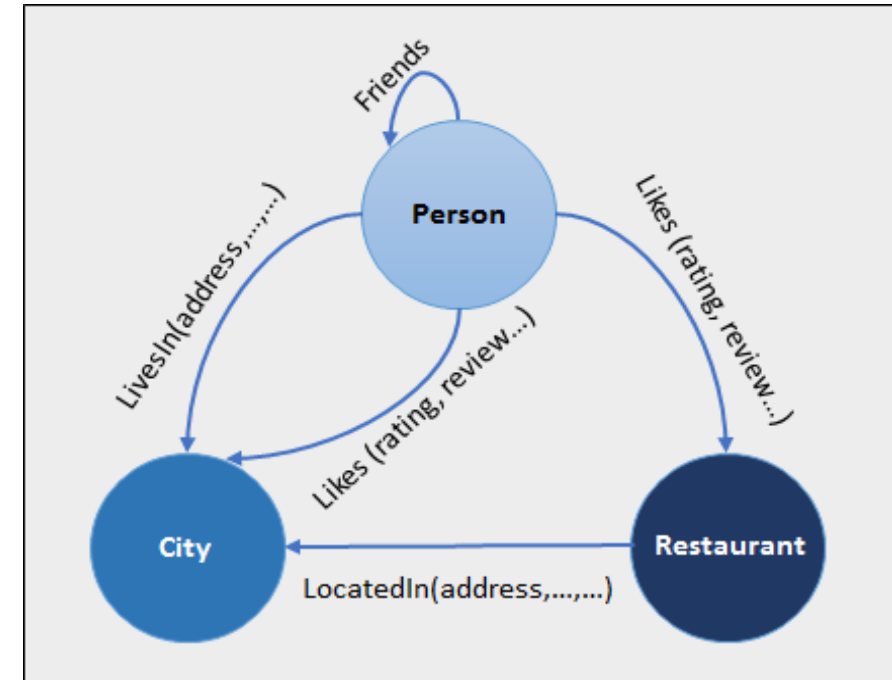 Friends
Person
LivesIn(address,...,...)
Likes (rating, review...)
Likes (rating, review...)
City
Restaurant
LocatedIn(address,...,...)